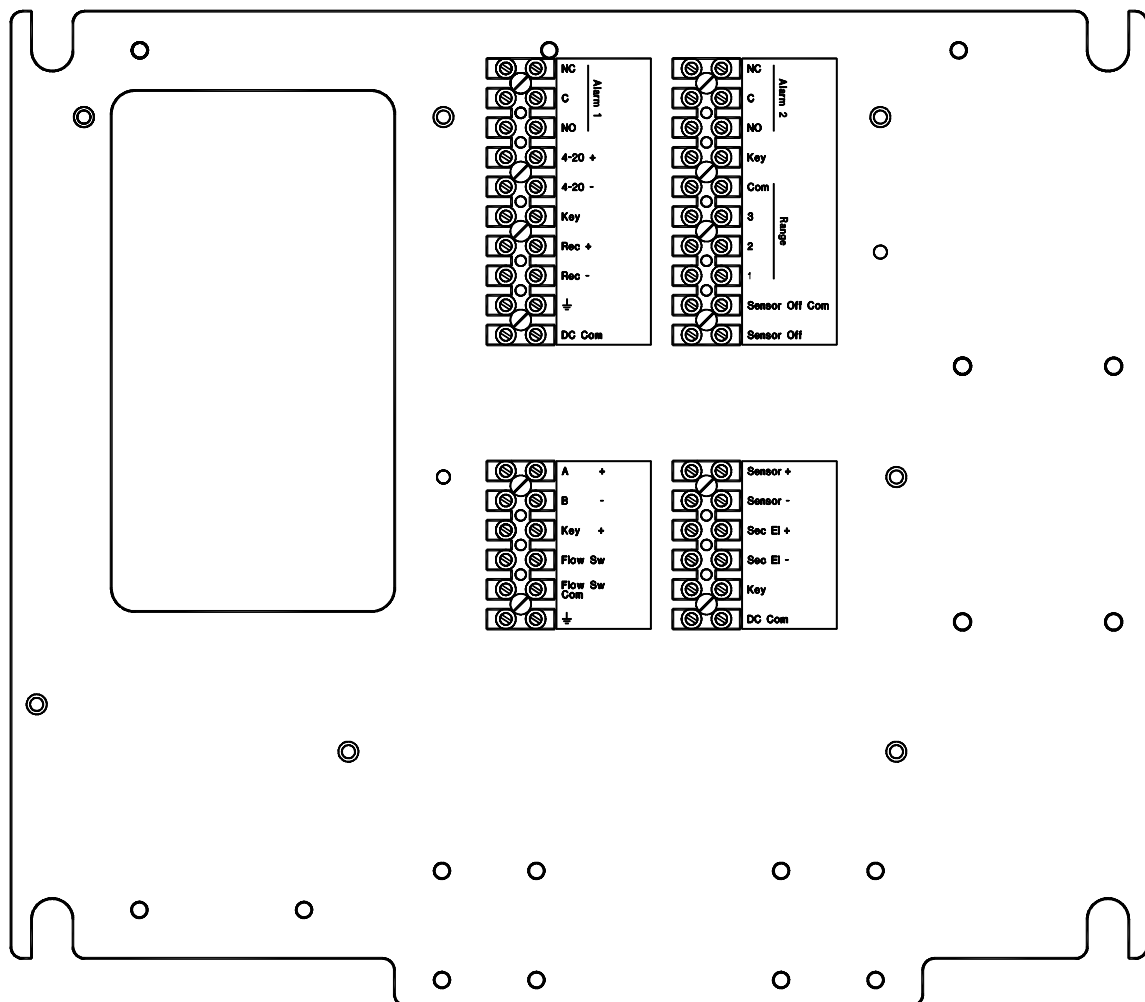 NC
C
NO
Alarm 1
4-20 +
4-20 -
Key
Rec +
Rec -
DC Com
NC
C
NO
Alarm 2
Key
Com
3
2
1
Range
Sensor Off Com
Sensor Off
A +
B -
Key +
Flow Sw
Flow Sw
Com
Sensor +
Sensor -
Sec El +
Sec El -
Key
DC Com